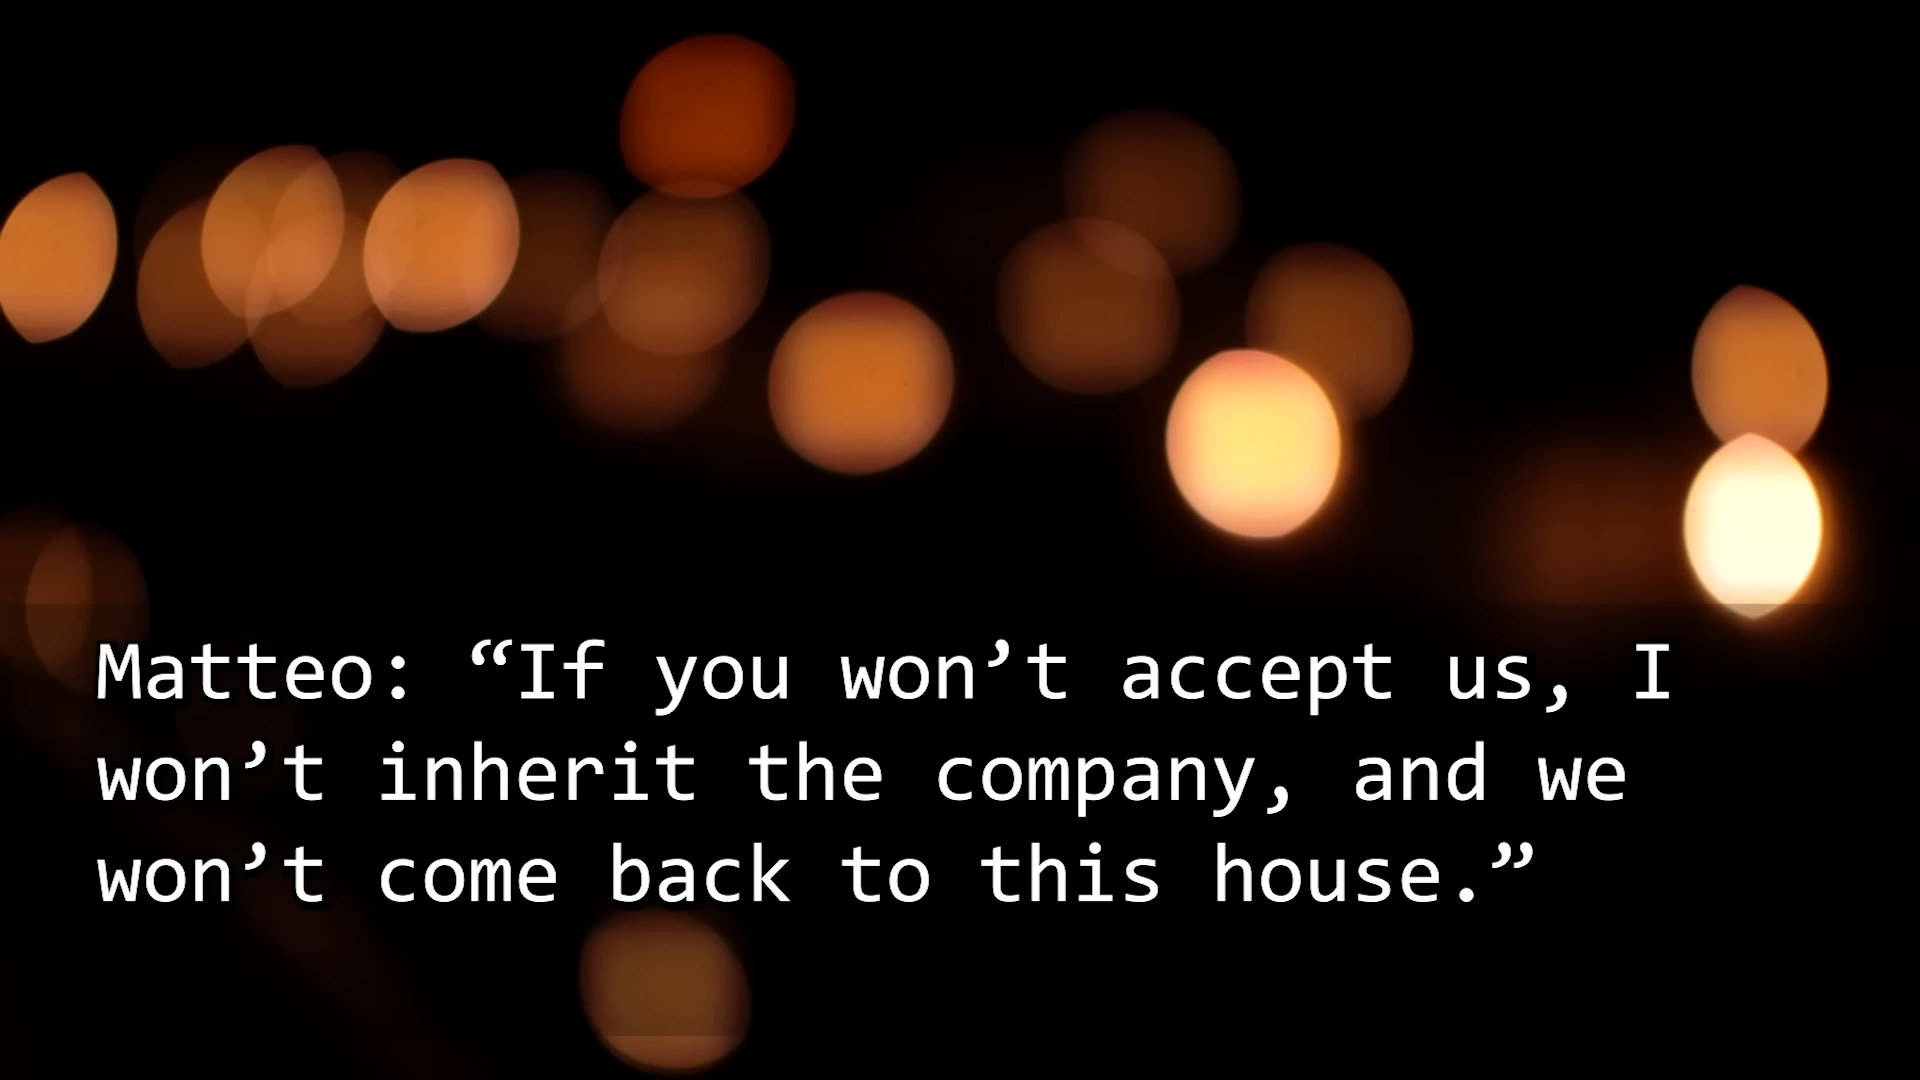 Matteo: “If you won’t accept us, I
won’t inherit the company, and we
won’t come back to this house.”